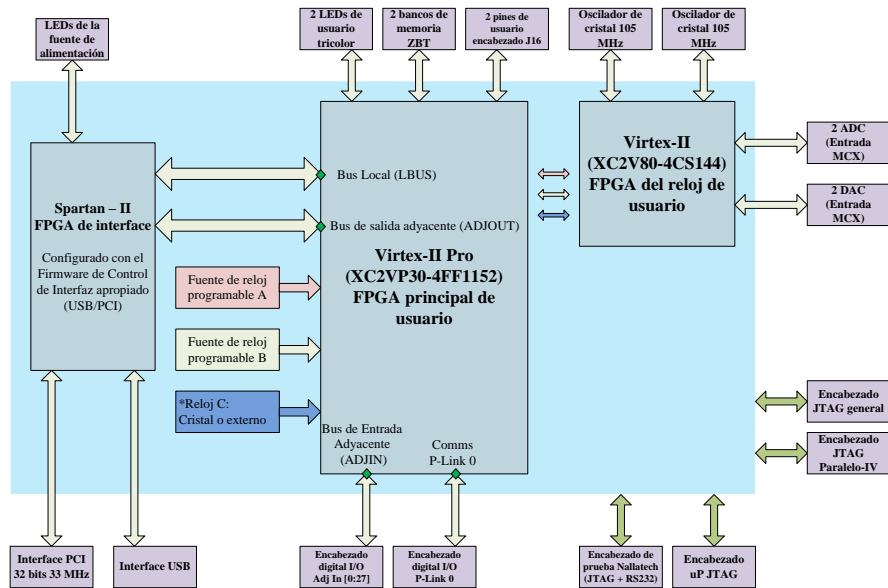 LEDs de la
fuente de
alimentación
2 LEDs de
usuario
tricolor
2 bancos de
memoria
ZBT
2 pines de
usuario
encabezado J16
Oscilador de
cristal 105
MHz
Oscilador de
cristal 105
MHz
Spartan – II
FPGA de interface
Configurado con el
Firmware de Control
de Interfaz apropiado
(USB/PCI)
Bus Local (LBUS)
Bus de salida adyacente (ADJOUT)
Virtex-II Pro
(XC2VP30-4FF1152)
FPGA principal de
usuario
Virtex-II
(XC2V80-4CS144)
FPGA del reloj de
usuario
2 ADC
(Entrada
MCX)
2 DAC
(Entrada
MCX)
Fuente de reloj
programable A
Fuente de reloj
programable B
*Reloj C:
Cristal o externo
Bus de Entrada
Adyacente
(ADJIN)
Comms
P-Link 0
Encabezado
JTAG general
Encabezado
JTAG
Paralelo-IV
Interface PCI
32 bits 33 MHz
Interface USB
Encabezado
digital I/O
Adj In [0:27]
Encabezado
digital I/O
P-Link 0
Encabezado de
prueba Nallatech
(JTAG + RS232)
Encabezado
uP JTAG